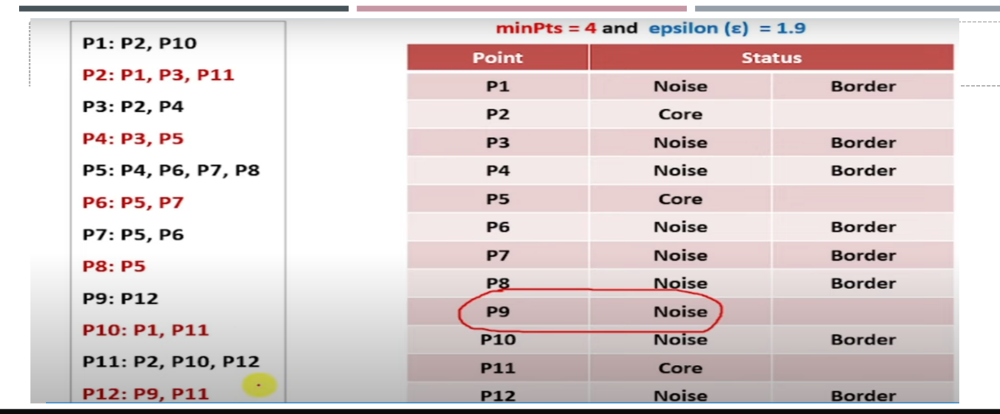 P1: P2, P10
P2: P1, P3, P11
P3: P2, P4
P4: P3, P5
P5: P4, P6, P7, P8
P6: P5, P7
P7: P5, P6
P8: P5
P9: P12
P10: P1, P11
P11: P2, P10, P12
P12: P9, P11
minPts = 4 and epsilon (ε) = 1.9
Point Status
P1 Noise Border
P2 Core
P3 Noise Border
P4 Noise Border
P5 Core
P6 Noise Border
P7 Noise Border
P8 Noise Border
P9 Noise
P10 Noise Border
P11 Core
P12 Noise Border